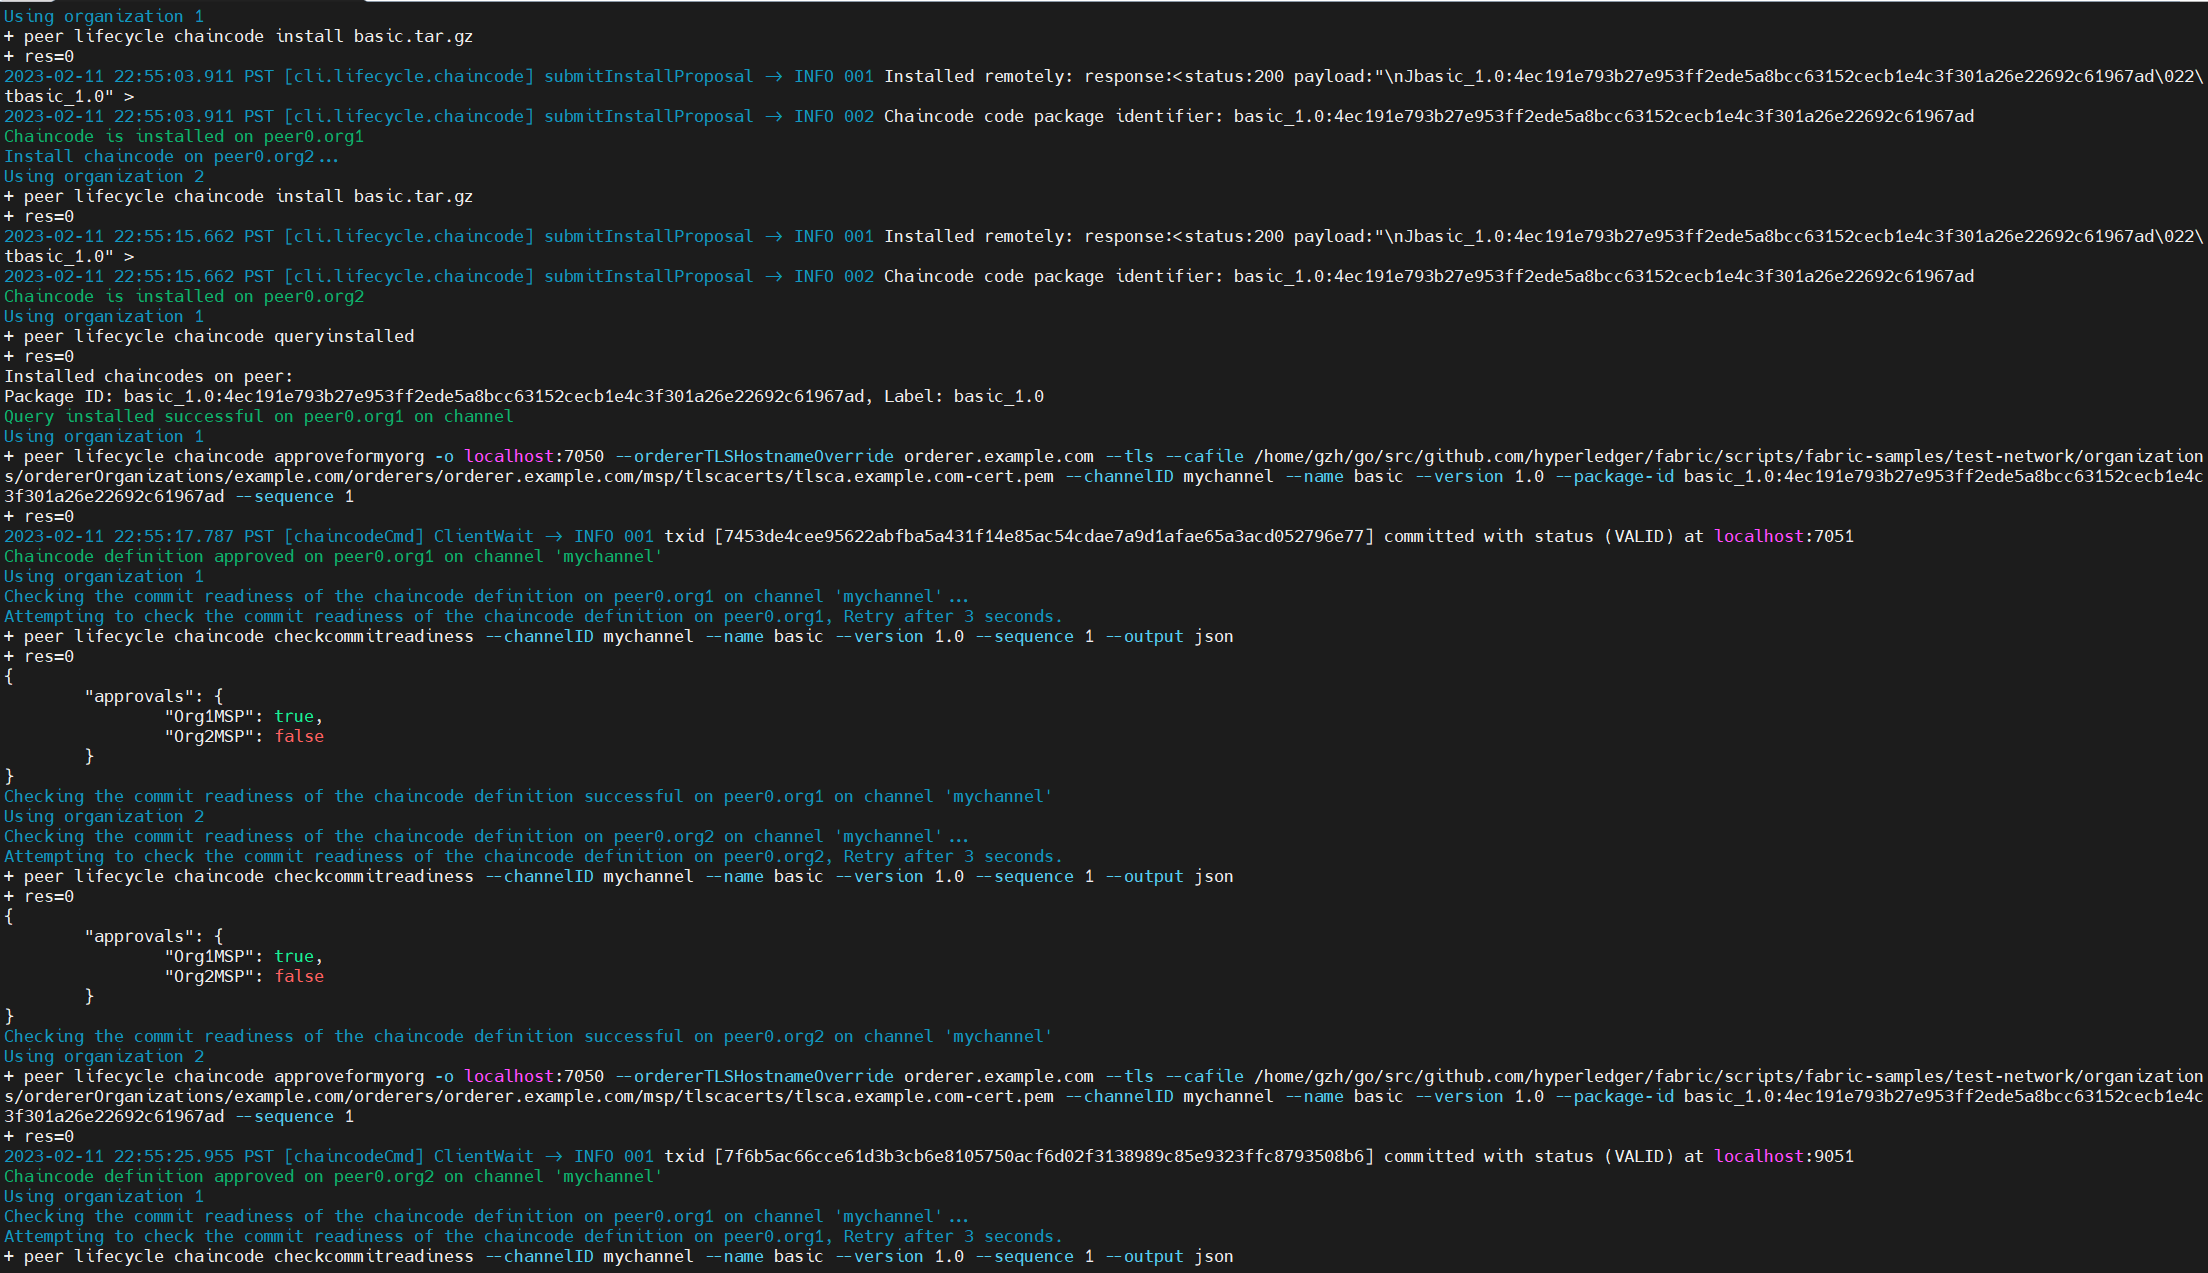 Using organization 1
+ peer lifecycle chaincode install basic.tar.gz
+ res=0
2023-02-11 22:55:03.911 PST [cli.lifecycle.chaincode] submitInstallProposal -> INFO 001 Installed remotely: response:<status:200 payload:"\nJbasic_1.0:4ec191e793b27e953ff2ede5a8bcc63152cecb1e4c3f301a26e22692c61967ad\022\
tbasic_1.0" >
2023-02-11 22:55:03.911 PST [cli.lifecycle.chaincode] submitInstallProposal -> INFO 002 Chaincode code package identifier: basic_1.0:4ec191e793b27e953ff2ede5a8bcc63152cecb1e4c3f301a26e22692c61967ad
Chaincode is installed on peer0.org1
Install chaincode on peer0.org2...
Using organization 2
+ peer lifecycle chaincode install basic.tar.gz
+ res=0
2023-02-11 22:55:15.662 PST [cli.lifecycle.chaincode] submitInstallProposal -> INFO 001 Installed remotely: response:<status:200 payload:"\nJbasic_1.0:4ec191e793b27e953ff2ede5a8bcc63152cecb1e4c3f301a26e22692c61967ad\022\
tbasic_1.0" >
2023-02-11 22:55:15.662 PST [cli.lifecycle.chaincode] submitInstallProposal -> INFO 002 Chaincode code package identifier: basic_1.0:4ec191e793b27e953ff2ede5a8bcc63152cecb1e4c3f301a26e22692c61967ad
Chaincode is installed on peer0.org2
Using organization 1
+ peer lifecycle chaincode queryinstalled
+ res=0
Installed chaincodes on peer:
Package ID: basic_1.0:4ec191e793b27e953ff2ede5a8bcc63152cecb1e4c3f301a26e22692c61967ad, Label: basic_1.0
Query installed successful on peer0.org1 on channel
Using organization 1
+ peer lifecycle chaincode approveformyorg -o localhost:7050 --ordererTLSHostnameOverride orderer.example.com --tls --cafile /home/gzh/go/src/github.com/hyperledger/fabric/scripts/fabric-samples/test-network/organization
s/ordererOrganizations/example.com/orderers/orderer.example.com/msp/tlscacerts/tlsca.example.com-cert.pem --channelID mychannel --name basic --version 1.0 --package-id basic_1.0:4ec191e793b27e953ff2ede5a8bcc63152cecb1e4c
3f301a26e22692c61967ad --sequence 1
+ res=0
2023-02-11 22:55:17.787 PST [chaincodeCmd] ClientWait -> INFO 001 txid [7453de4cee95622abfba5a431f14e85ac54cdae7a9d1afae65a3acd052796e77] committed with status (VALID) at localhost:7051
Chaincode definition approved on peer0.org1 on channel 'mychannel'
Using organization 1
Checking the commit readiness of the chaincode definition on peer0.org1 on channel 'mychannel'...
Attempting to check the commit readiness of the chaincode definition on peer0.org1, Retry after 3 seconds.
+ peer lifecycle chaincode checkcommitreadiness --channelID mychannel --name basic --version 1.0 --sequence 1 --output json
+ res=0
{
"approvals": {
"Org1MSP": true,
"Org2MSP": false
}
}
Checking the commit readiness of the chaincode definition successful on peer0.org1 on channel 'mychannel'
Using organization 2
Checking the commit readiness of the chaincode definition on peer0.org2 on channel 'mychannel'...
Attempting to check the commit readiness of the chaincode definition on peer0.org2, Retry after 3 seconds.
+ peer lifecycle chaincode checkcommitreadiness --channelID mychannel --name basic --version 1.0 --sequence 1 --output json
+ res=0
{
"approvals": {
"Org1MSP": true,
"Org2MSP": false
}
}
Checking the commit readiness of the chaincode definition successful on peer0.org2 on channel 'mychannel'
Using organization 2
+ peer lifecycle chaincode approveformyorg -o localhost:7050 --ordererTLSHostnameOverride orderer.example.com --tls --cafile /home/gzh/go/src/github.com/hyperledger/fabric/scripts/fabric-samples/test-network/organization
s/ordererOrganizations/example.com/orderers/orderer.example.com/msp/tlscacerts/tlsca.example.com-cert.pem --channelID mychannel --name basic --version 1.0 --package-id basic_1.0:4ec191e793b27e953ff2ede5a8bcc63152cecb1e4c
3f301a26e22692c61967ad --sequence 1
+ res=0
2023-02-11 22:55:25.955 PST [chaincodeCmd] ClientWait -> INFO 001 txid [7f6b5ac66cce61d3b3cb6e8105750acf6d02f3138989c85e9323ffc8793508b6] committed with status (VALID) at localhost:9051
Chaincode definition approved on peer0.org2 on channel 'mychannel'
Using organization 1
Checking the commit readiness of the chaincode definition on peer0.org1 on channel 'mychannel'...
Attempting to check the commit readiness of the chaincode definition on peer0.org1, Retry after 3 seconds.
+ peer lifecycle chaincode checkcommitreadiness --channelID mychannel --name basic --version 1.0 --sequence 1 --output json